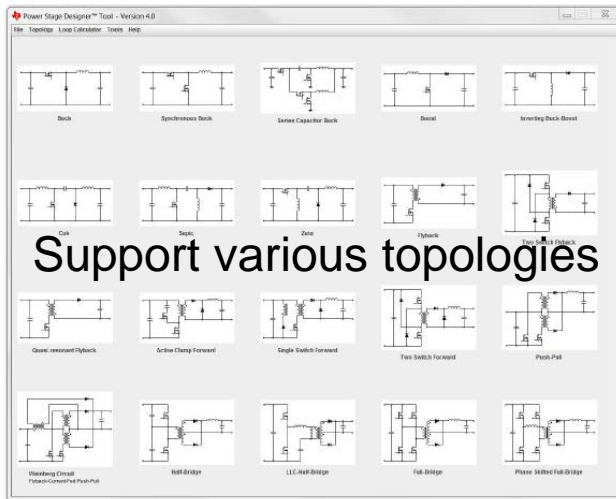 Power Stage Designer™ Tool - Version 4.0
File Topology Loop Calculator Tools Help
Buck
Synchronous Buck
Series Capacitor Buck
Boost
Inverting Buck-Boost
Cuk
Sepic
Zeta
Flyback
Two Switch Flyback
Support various topologies
Quasi-resonant Flyback
Active Clamp Forward
Single Switch Forward
Two Switch Forward
Push-Pull
Weinberg Circuit
Flyback-Current-Fed Push-Pull
Half-Bridge
LLC-Half-Bridge
Full-Bridge
Phase Shifted Full-Bridge